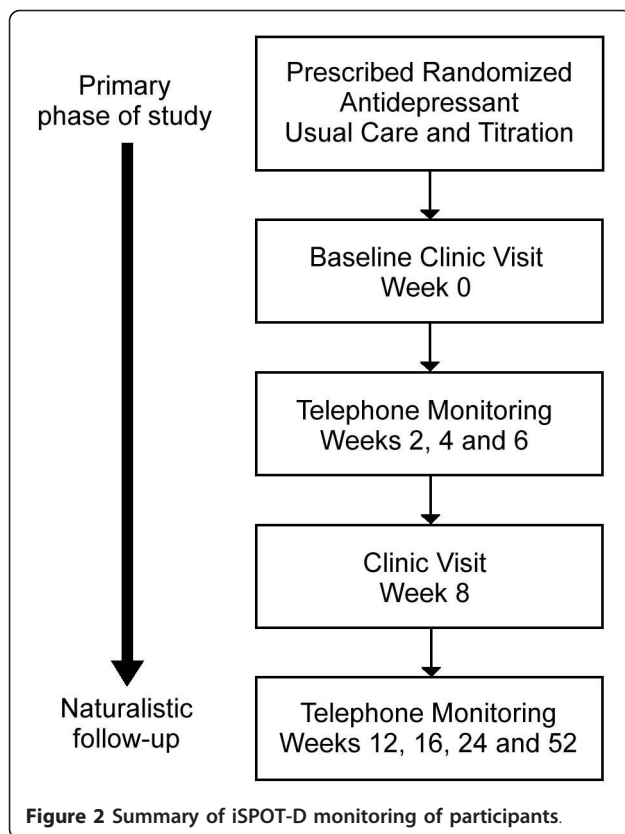 Primary
phase of study
Prescribed Randomized
Antidepressant
Usual Care and Titration
Baseline Clinic Visit
Week 0
Telephone Monitoring
Weeks 2, 4 and 6
Clinic Visit
Week 8
Naturalistic
follow-up
Telephone Monitoring
Weeks 12, 16, 24 and 52
Figure 2 Summary of iSPOT-D monitoring of participants.